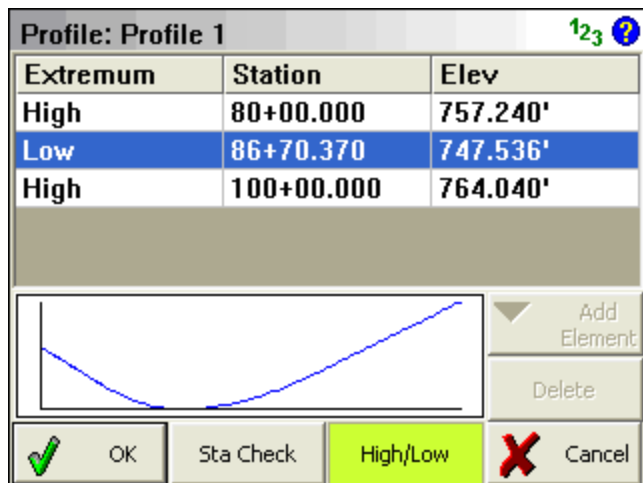 Profile: Profile 1 123 ?
Extremum Station Elev
High 80+00.000 757.240'
Low 86+70.370 747.536'
High 100+00.000 764.040'
Add
Element
Delete
OK Sta Check High/Low Cancel